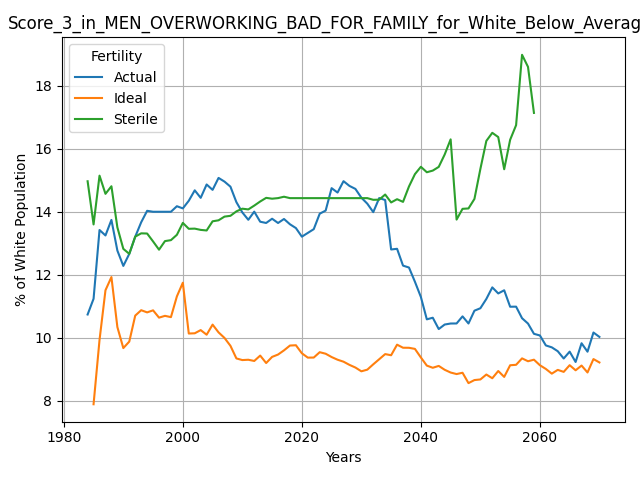 Score_3_in_MEN_OVERWORKING_BAD_FOR_FAMILY_for_White_Below_Averag
Fertility
Actual
Ideal
Sterile
% of White Population
18
16
14
12
10
8
1980
2000
2020
2040
2060
Years